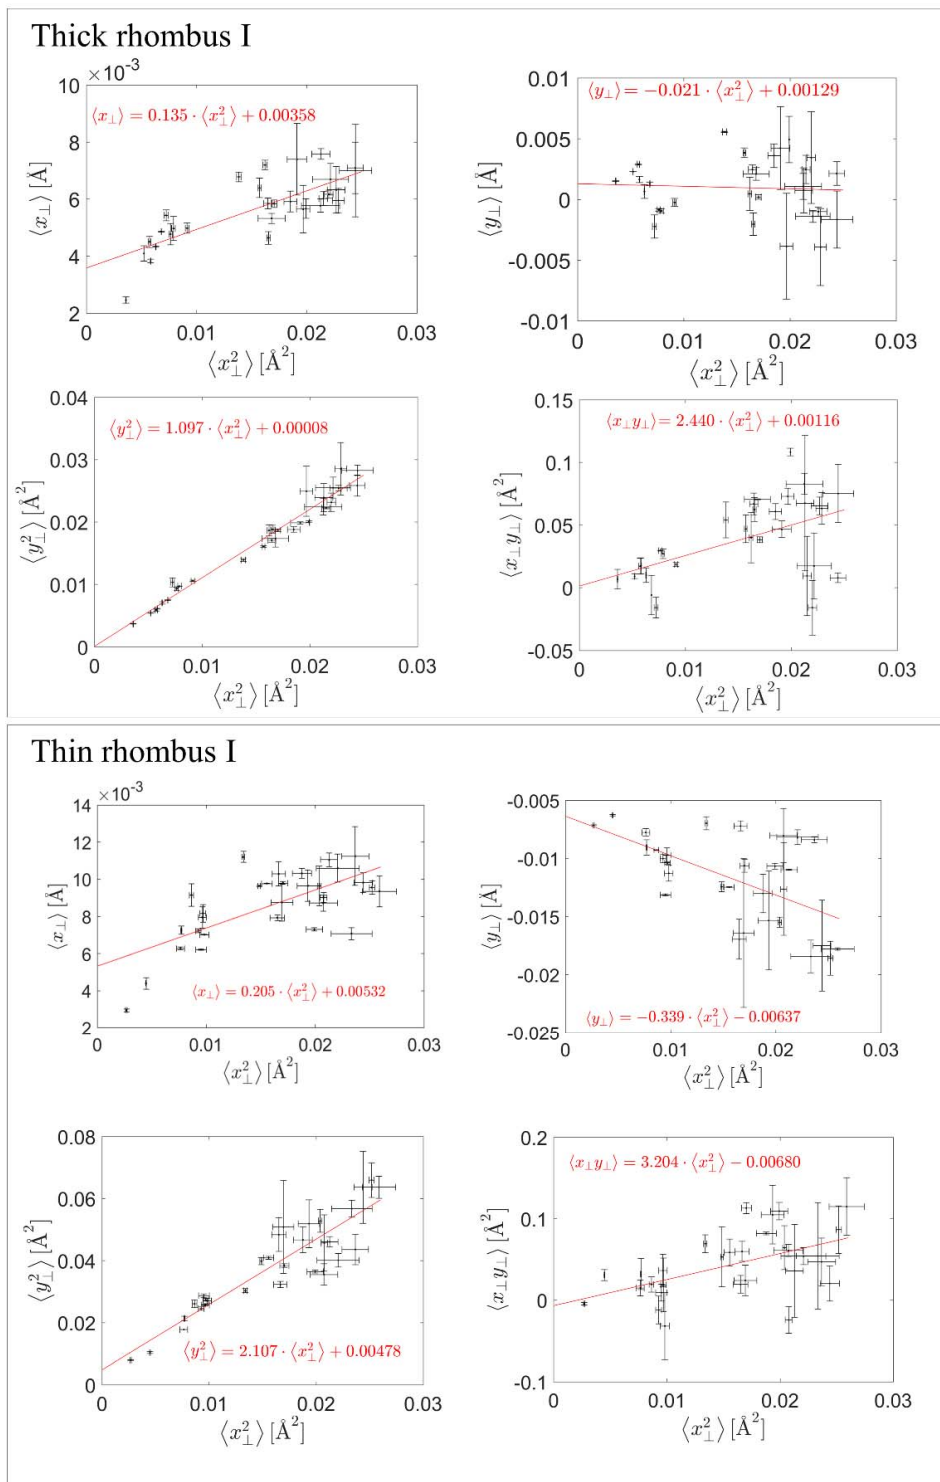 Thick rhombus I
×10⁻³
10
8
6
4
2
⟨x⊥⟩ [Å]
⟨x⊥⟩ = 0.135 · ⟨x²⊥⟩ + 0.00358
0 0.01 0.02 0.03
⟨x²⊥⟩ [Å²]
0.01
0.005
0
-0.005
-0.01
⟨y⊥⟩ [Å]
⟨y⊥⟩ = −0.021 · ⟨x²⊥⟩ + 0.00129
0 0.01 0.02 0.03
⟨x²⊥⟩ [Å²]
0.04
0.03
0.02
0.01
0
⟨y²⊥⟩ [Å²]
⟨y²⊥⟩ = 1.097 · ⟨x²⊥⟩ + 0.00008
0 0.01 0.02 0.03
⟨x²⊥⟩ [Å²]
0.15
0.1
0.05
0
-0.05
⟨x⊥y⊥⟩ [Å²]
⟨x⊥y⊥⟩ = 2.440 · ⟨x²⊥⟩ + 0.00116
0 0.01 0.02 0.03
⟨x²⊥⟩ [Å²]
Thin rhombus I
×10⁻³
14
12
10
8
6
4
2
⟨x⊥⟩ [Å]
⟨x⊥⟩ = 0.205 · ⟨x²⊥⟩ + 0.00532
0 0.01 0.02 0.03
⟨x²⊥⟩ [Å²]
-0.005
-0.01
-0.015
-0.02
-0.025
⟨y⊥⟩ [Å]
⟨y⊥⟩ = −0.339 · ⟨x²⊥⟩ − 0.00637
0 0.01 0.02 0.03
⟨x²⊥⟩ [Å²]
0.08
0.06
0.04
0.02
0
⟨y²⊥⟩ [Å²]
⟨y²⊥⟩ = 2.107 · ⟨x²⊥⟩ + 0.00478
0 0.01 0.02 0.03
⟨x²⊥⟩ [Å²]
0.2
0.1
0
-0.1
⟨x⊥y⊥⟩ [Å²]
⟨x⊥y⊥⟩ = 3.204 · ⟨x²⊥⟩ − 0.00680
0 0.01 0.02 0.03
⟨x²⊥⟩ [Å²]